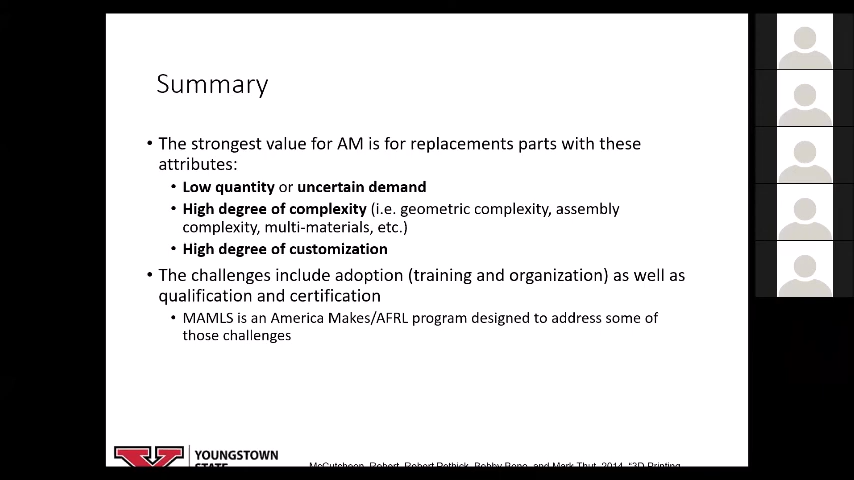 Summary
• The strongest value for AM is for replacements parts with these
attributes:
• Low quantity or uncertain demand
• High degree of complexity (i.e. geometric complexity, assembly
complexity, multi-materials, etc.)
• High degree of customization
• The challenges include adoption (training and organization) as well as
qualification and certification
• MAMLS is an America Makes/AFRL program designed to address some of
those challenges
YOUNGSTOWN
STATE
McCutcheon, Robert, Robert Pethick, Bobby Bono, and Mark Thut. 2014. "3D Printing